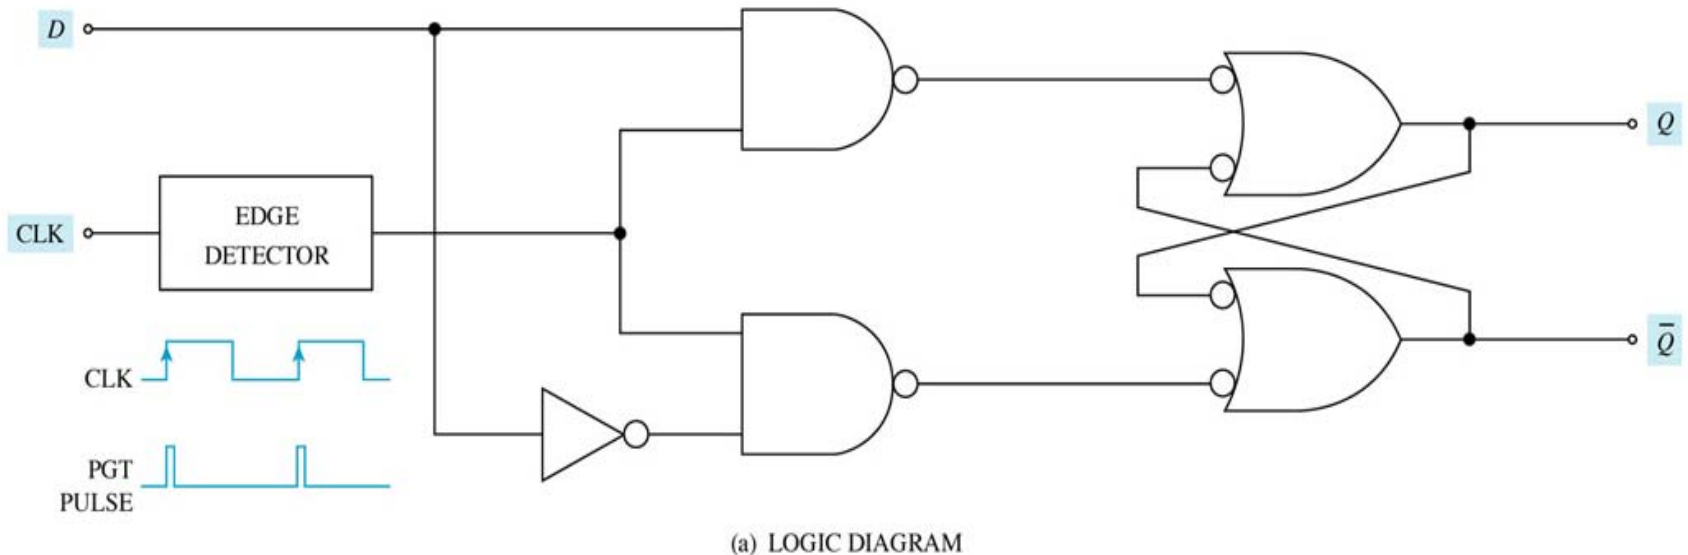 D
Q
CLK
EDGE
DETECTOR
Q̅
CLK
PGT
PULSE
(a) LOGIC DIAGRAM